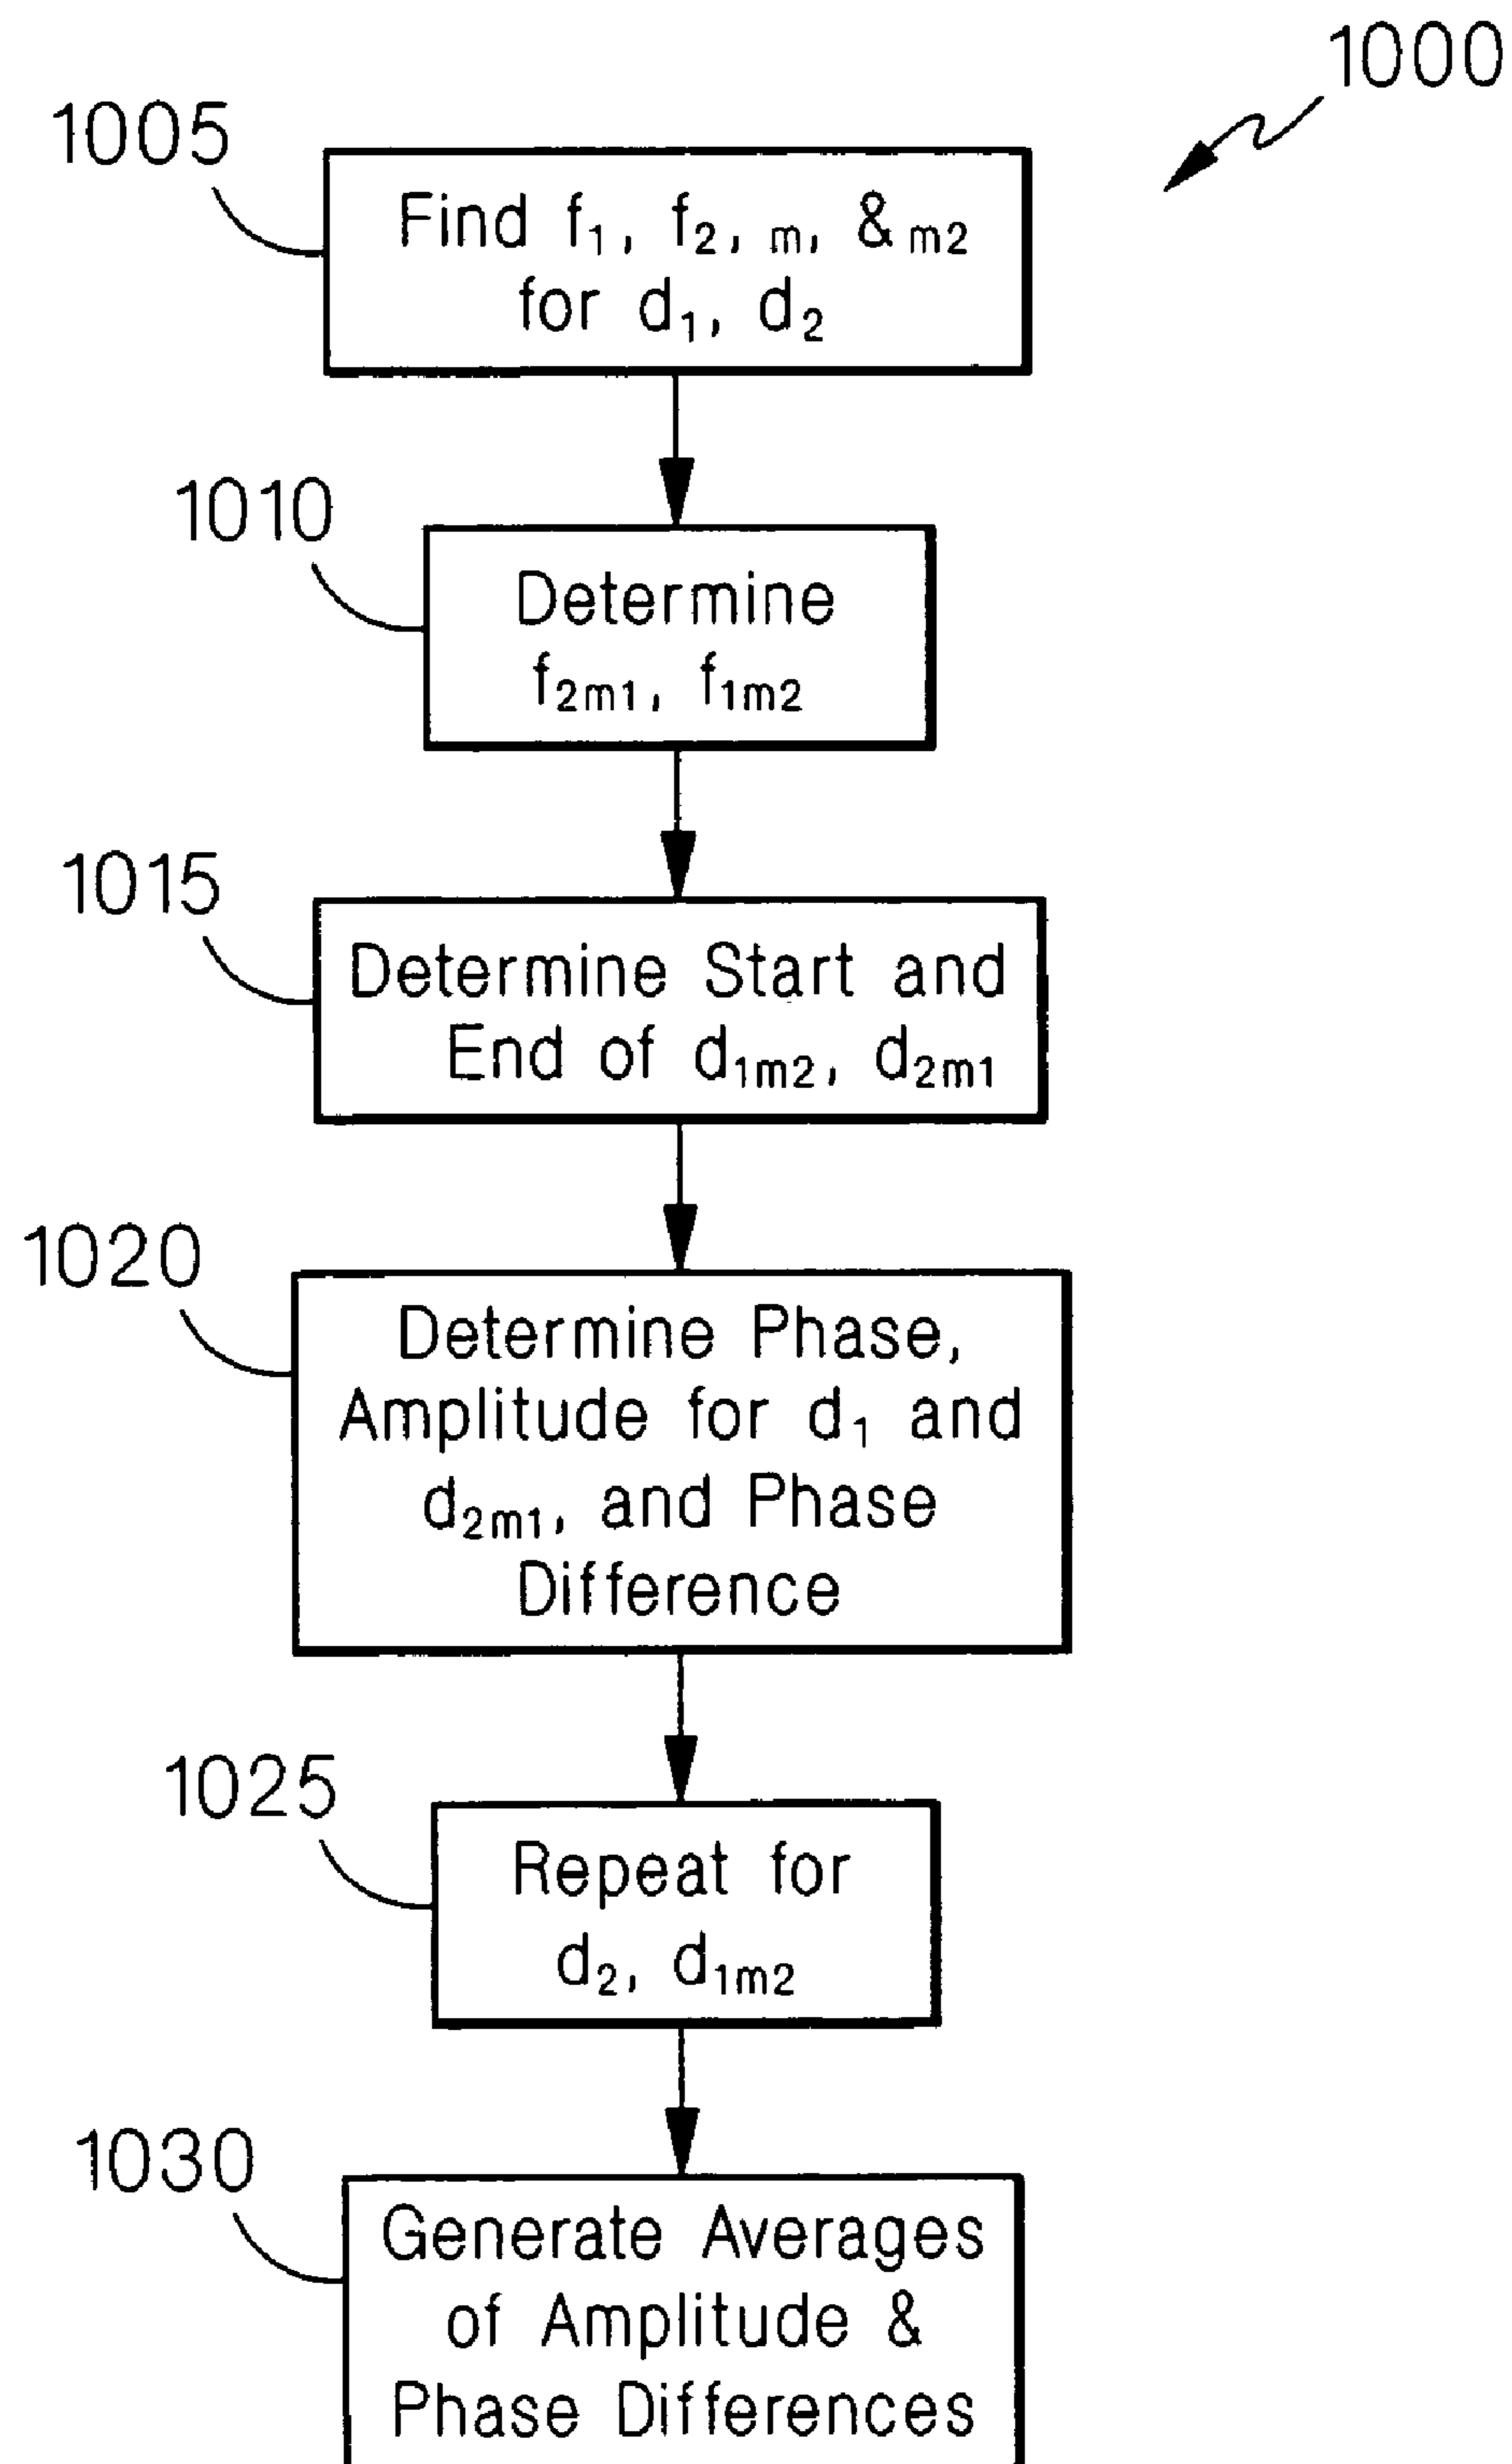 1000
1005
Find f₁, f₂, m, & m2
for d₁, d₂
1010
Determine
f₂ₘ₁, f₁ₘ₂
1015
Determine Start and
End of d₁ₘ₂, d₂ₘ₁
1020
Determine Phase,
Amplitude for d₁ and
d₂ₘ₁, and Phase
Difference
1025
Repeat for
d₂, d₁ₘ₂
1030
Generate Averages
of Amplitude &
Phase Differences